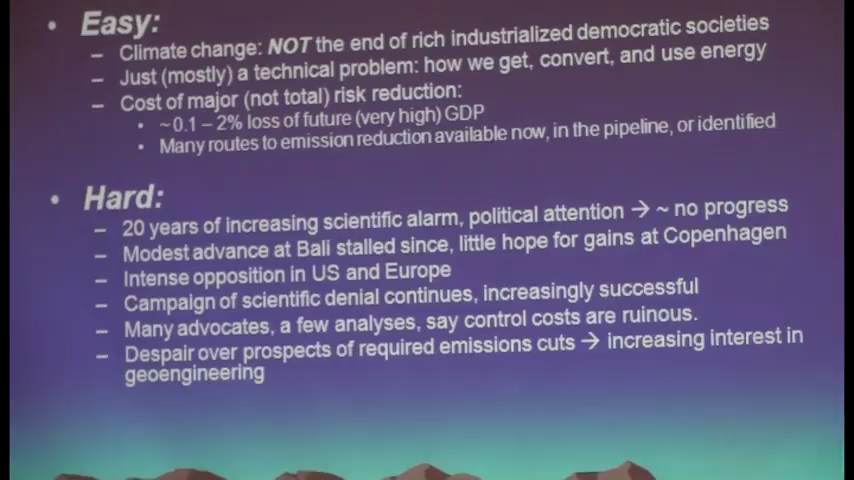 • Easy:
– Climate change: NOT the end of rich industrialized democratic societies
– Just (mostly) a technical problem: how we get, convert, and use energy
– Cost of major (not total) risk reduction:
• ~0.1 – 2% loss of future (very high) GDP
• Many routes to emission reduction available now, in the pipeline, or identified
• Hard:
– 20 years of increasing scientific alarm, political attention → ~ no progress
– Modest advance at Bali stalled since, little hope for gains at Copenhagen
– Intense opposition in US and Europe
– Campaign of scientific denial continues, increasingly successful
– Many advocates, a few analyses, say control costs are ruinous.
– Despair over prospects of required emissions cuts → increasing interest in
geoengineering